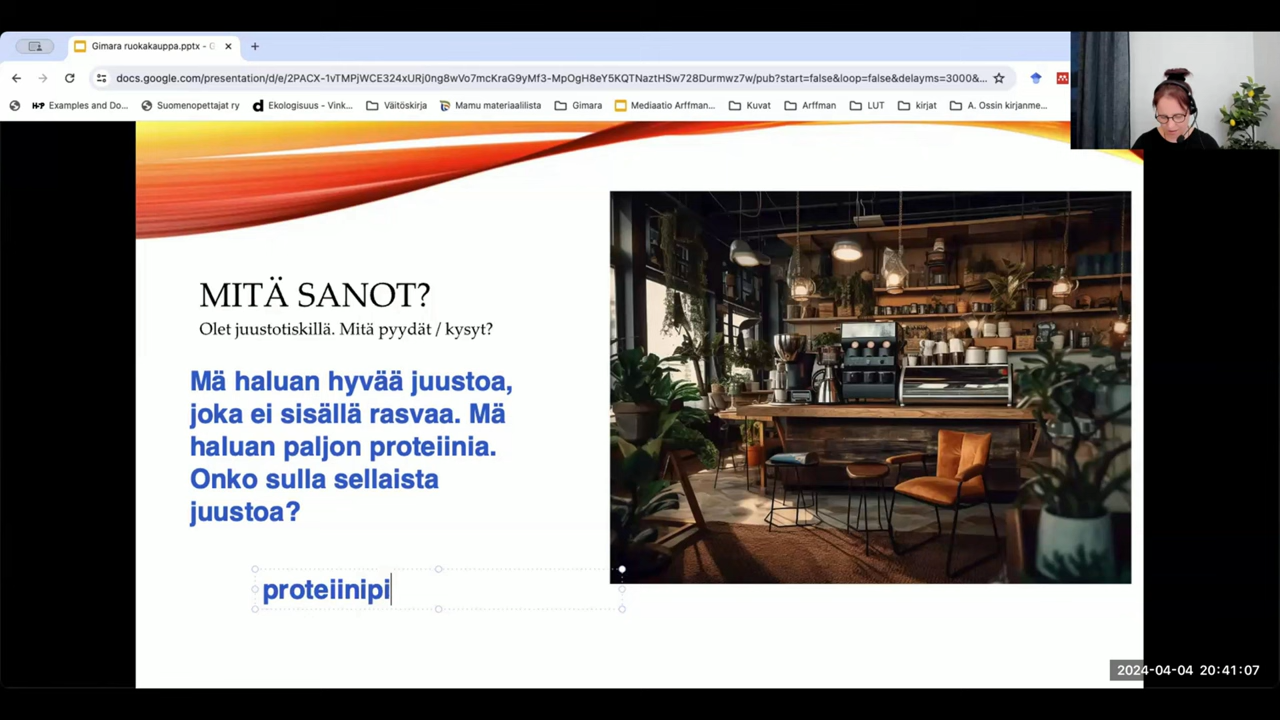 Gimara ruokakauppa.pptx - G
docs.google.com/presentation/d/e/2PACX-1vTMPjWCE324xURj0ng8wVo7mcKraG9yMf3-MpOgH8eY5KQTNaztHSw728Durmwz7w/pub?start=false&loop=false&delayms=3000&...
Examples and Do...
Suomenopettajat ry
Ekologisuus - Vink...
Väitöskirja
Mamu materiaalilista
Gimara
Mediaatio Arffman...
Kuvat
Arffman
LUT
kirjat
A. Ossin kirjanme...
MITÄ SANOT?
Olet juustotiskillä. Mitä pyydät / kysyt?
Mä haluan hyvää juustoa,
joka ei sisällä rasvaa. Mä
haluan paljon proteiinia.
Onko sulla sellaista
juustoa?
proteiinipi
2024-04-04 20:41:07